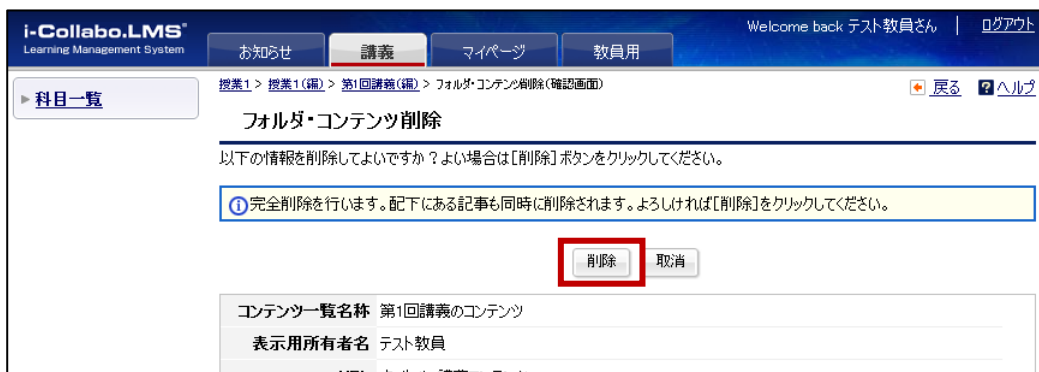 i-Collabo.LMS
Learning Management System
Welcome back テスト教員さん | ログアウト
お知らせ 講義 マイページ 教員用
科目一覧
授業1 > 授業1(編) > 第1回講義(編) > フォルダ・コンテンツ削除(確認画面)
戻る ? ヘルプ
フォルダ・コンテンツ削除
以下の情報を削除してよいですか？よい場合は[削除]ボタンをクリックしてください。
完全削除を行います。配下にある記事も同時に削除されます。よろしければ[削除]をクリックしてください。
削除 取消
コンテンツ一覧名称 第1回講義のコンテンツ
表示用所有者名 テスト教員